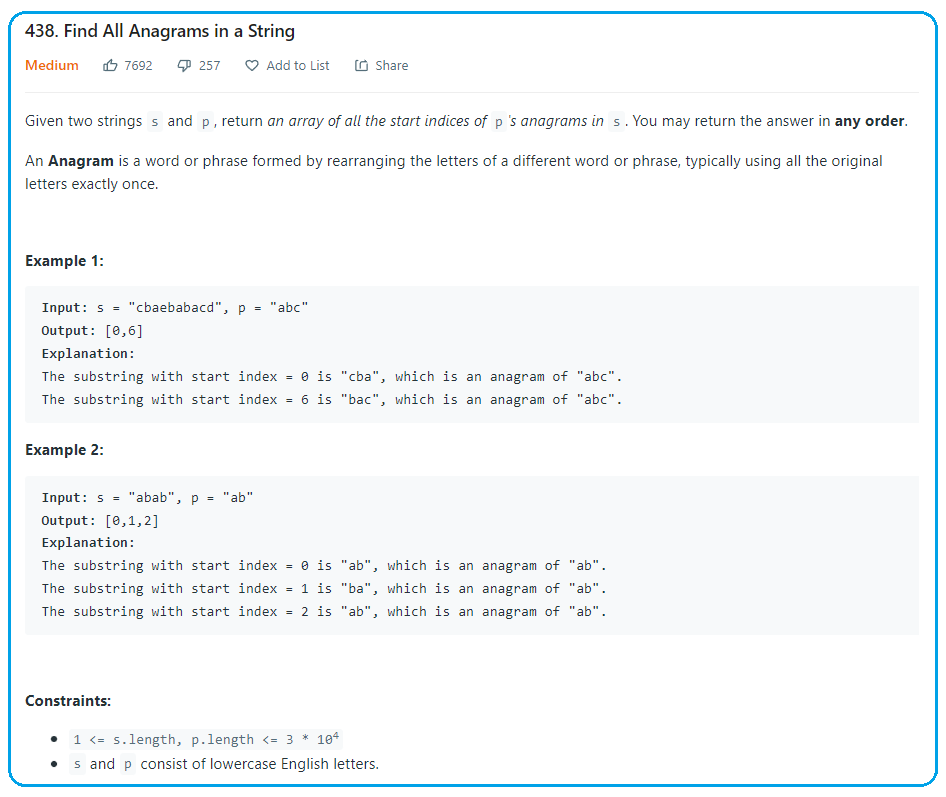 438. Find All Anagrams in a String
Medium 7692 257 Add to List Share
Given two strings s and p, return an array of all the start indices of p's anagrams in s. You may return the answer in any order.
An Anagram is a word or phrase formed by rearranging the letters of a different word or phrase, typically using all the original
letters exactly once.
Example 1:
Input: s = "cbaebabacd", p = "abc"
Output: [0,6]
Explanation:
The substring with start index = 0 is "cba", which is an anagram of "abc".
The substring with start index = 6 is "bac", which is an anagram of "abc".
Example 2:
Input: s = "abab", p = "ab"
Output: [0,1,2]
Explanation:
The substring with start index = 0 is "ab", which is an anagram of "ab".
The substring with start index = 1 is "ba", which is an anagram of "ab".
The substring with start index = 2 is "ab", which is an anagram of "ab".
Constraints:
• 1 <= s.length, p.length <= 3 * 10⁴
• s and p consist of lowercase English letters.